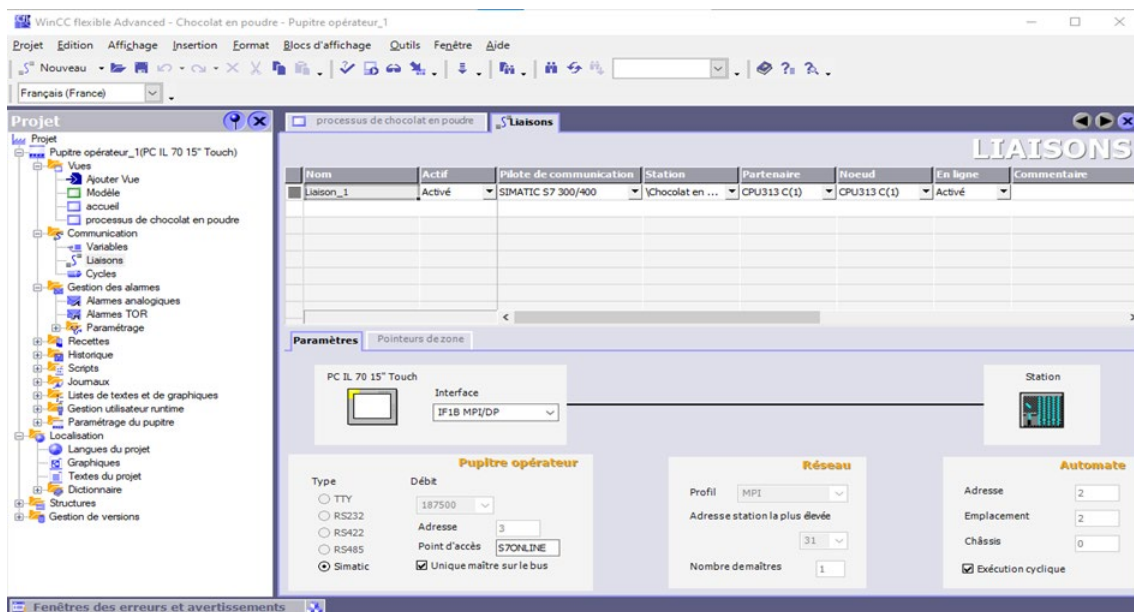 WinCC flexible Advanced - Chocolat en poudre - Pupitre opérateur_1
Projet Edition Affichage Insertion Format Blocs d'affichage Outils Fenêtre Aide
Nouveau
Français (France)
Projet
Projet
Pupitre opérateur_1(PC IL 70 15" Touch)
Vues
Ajouter Vue
Modèle
accueil
processus de chocolat en poudre
Communication
Variables
Liaisons
Cycles
Gestion des alarmes
Alarmes analogiques
Alarmes TOR
Paramétrage
Recettes
Historique
Scripts
Journaux
Listes de textes et de graphiques
Gestion utilisateur runtime
Paramétrage du pupitre
Localisation
Langues du projet
Graphiques
Textes du projet
Dictionnaire
Structures
Gestion de versions
processus de chocolat en poudre Liaisons
LIAISONS
Nom Actif Pilote de communication Station Partenaire Noeud En ligne Commentaire
Liaison_1 Activé SIMATIC S7 300/400 \Chocolat en ... CPU313 C(1) CPU313 C(1) Activé
Paramètres Pointeurs de zone
PC IL 70 15" Touch
Interface
IF1B MPI/DP
Station
Pupitre opérateur
Type Débit
TTY
187500
RS232
RS422
Adresse 3
RS485
Point d'accès S7ONLINE
Simatic
Unique maître sur le bus
Réseau
Profil MPI
Adresse station la plus élevée
31
Nombre de maîtres 1
Automate
Adresse 2
Emplacement 2
Châssis 0
Exécution cyclique
Fenêtres des erreurs et avertissements